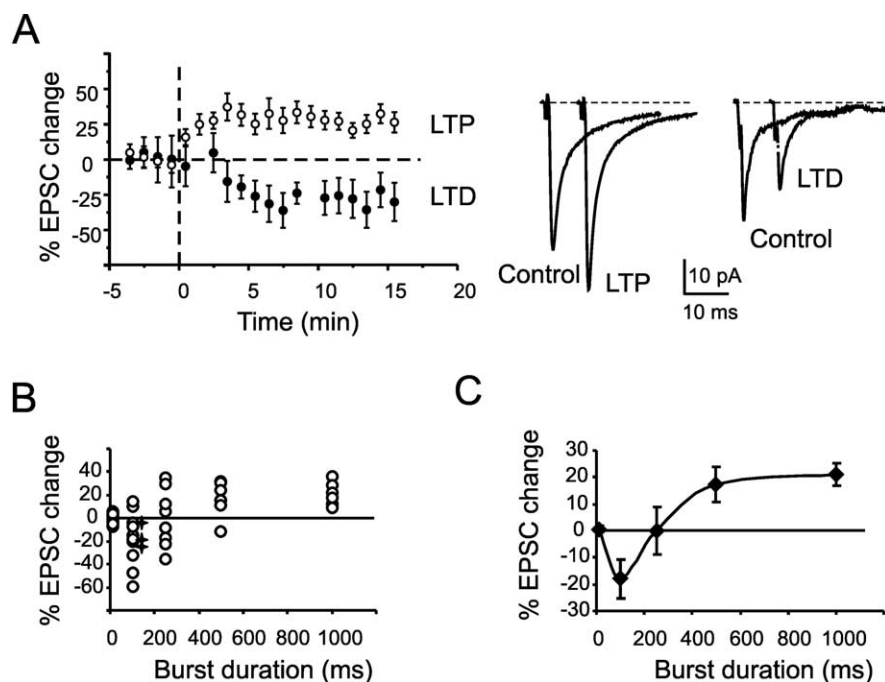 A
% EPSC change
50
25
0
-25
-50
LTP
LTD
-5
0
5
10
15
20
Time (min)
Control
LTP
LTD
Control
10 pA
10 ms
B
% EPSC change
40
20
0
-20
-40
-60
0
200
400
600
800
1000
Burst duration (ms)
C
% EPSC change
30
20
10
0
-10
-20
-30
0
200
400
600
800
1000
Burst duration (ms)